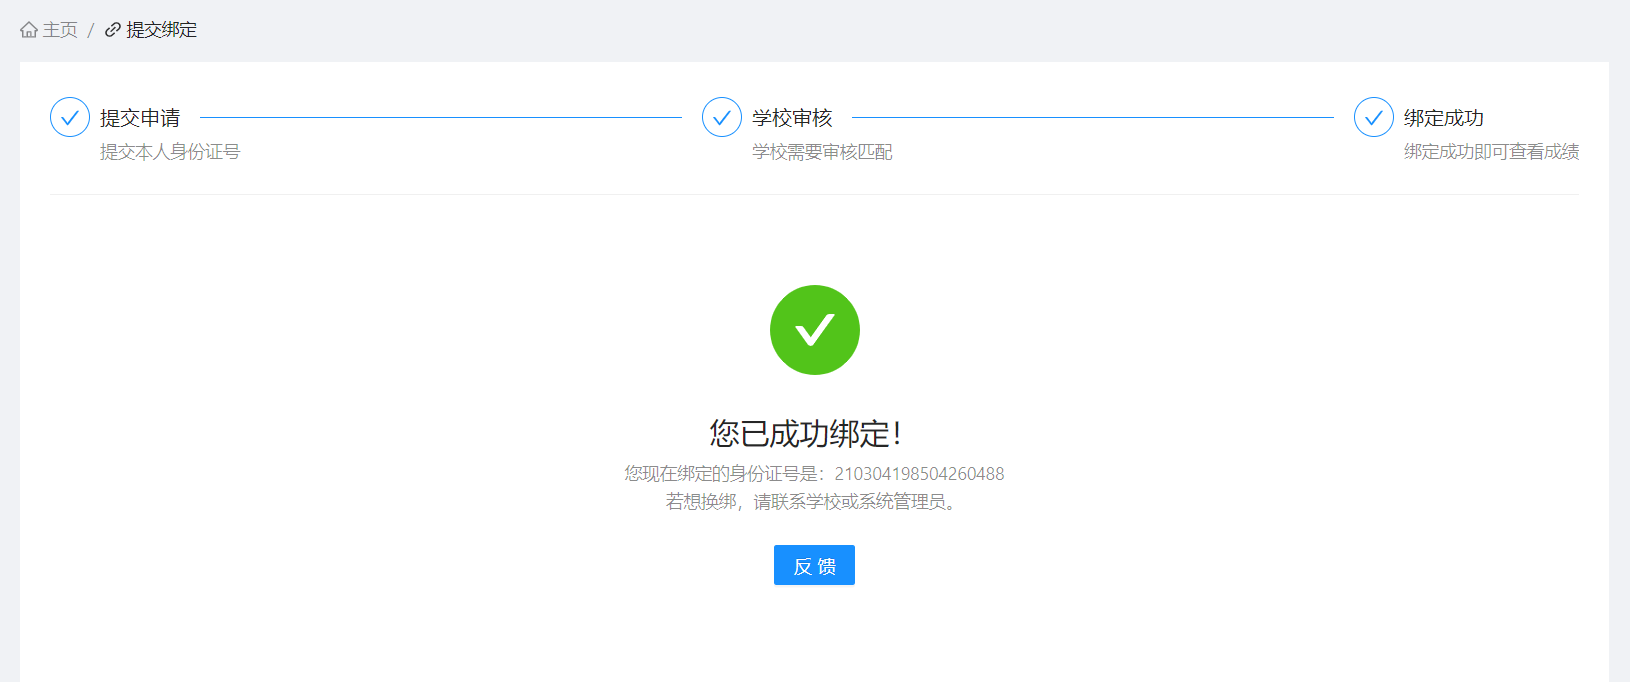 主页 / 提交绑定
提交申请
提交本人身份证号
学校审核
学校需要审核匹配
绑定成功
绑定成功即可查看成绩
您已成功绑定！
您现在绑定的身份证号是：210304198504260488
若想换绑，请联系学校或系统管理员。
反 馈